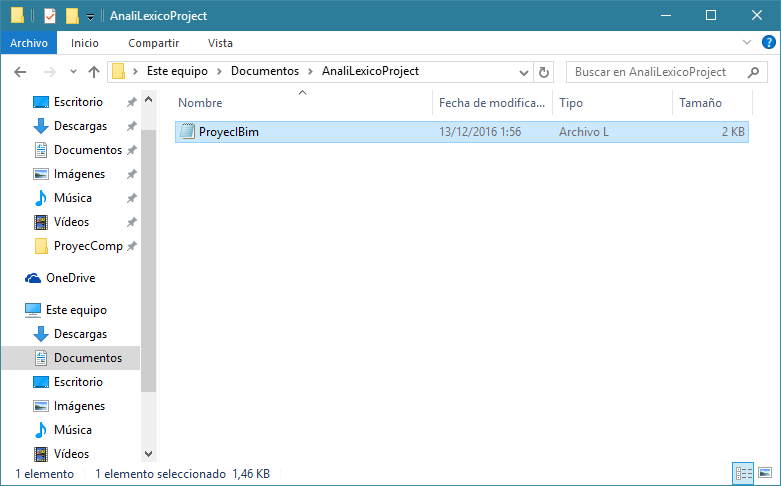 AnaliLexicoProject
Archivo Inicio Compartir Vista
Este equipo Documentos AnaliLexicoProject Buscar en AnaliLexicoProject
Nombre Fecha de modifica... Tipo Tamaño
ProyecIBim 13/12/2016 1:56 Archivo L 2 KB
Escritorio
Descargas
Documentos
Imágenes
Música
Vídeos
ProyecComp
OneDrive
Este equipo
Descargas
Documentos
Escritorio
Imágenes
Música
Vídeos
1 elemento 1 elemento seleccionado 1,46 KB